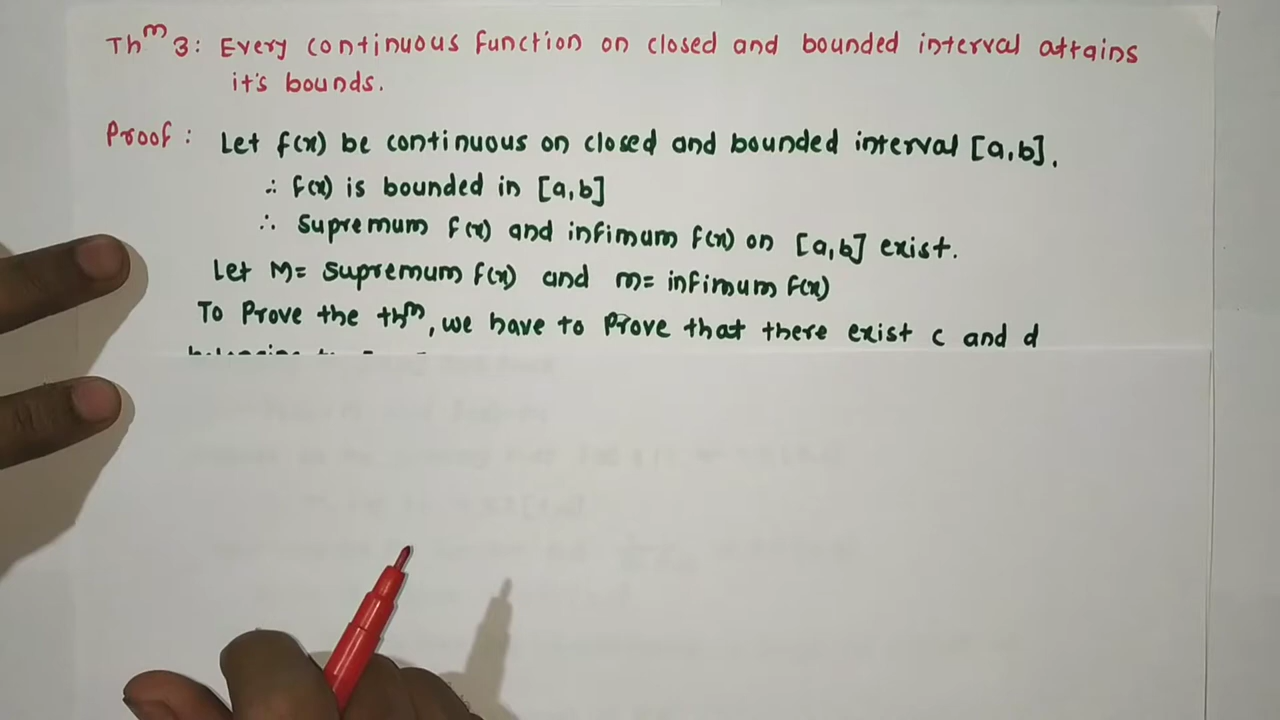 Thᵐ 3: Every continuous function on closed and bounded interval attains
it's bounds.
Proof: Let f(x) be continuous on closed and bounded interval [a,b].
∴ f(x) is bounded in [a,b]
∴ Supremum f(x) and infimum f(x) on [a,b] exist.
Let M= supremum f(x) and m= infimum f(x)
To Prove the thᵐ, we have to Prove that there exist c and d